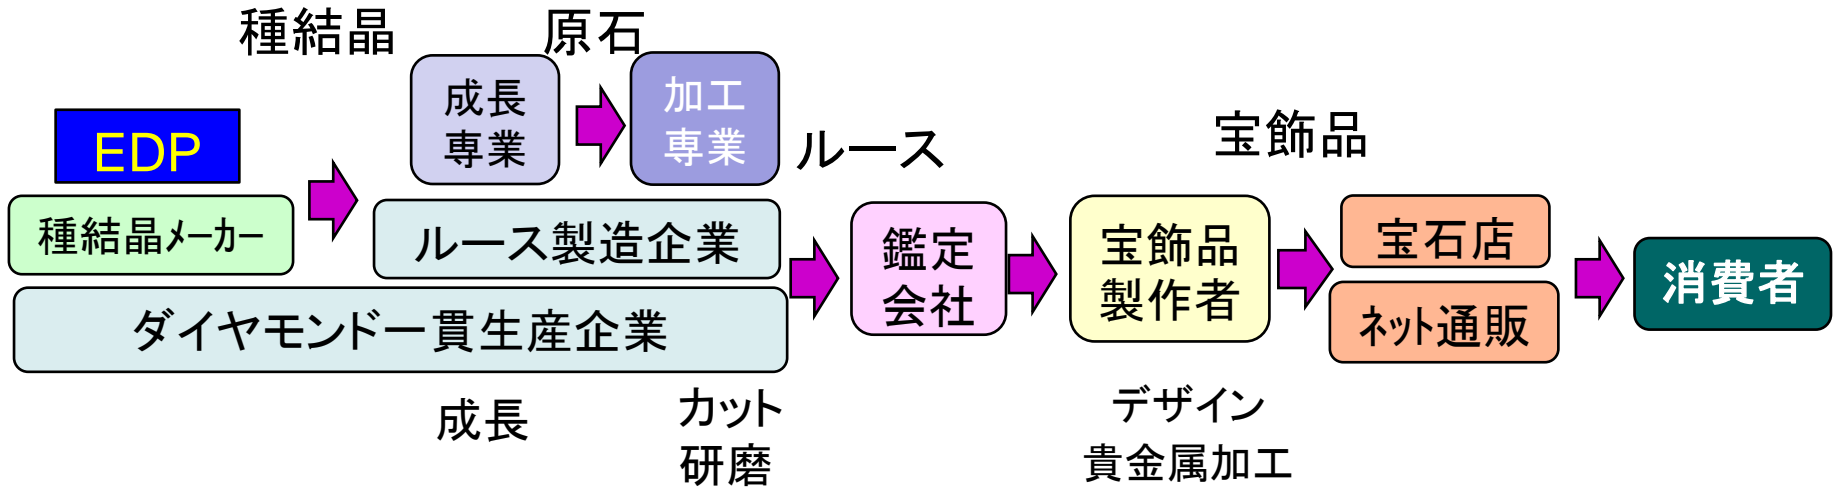 種結晶
原石
成長
専業
加工
専業
EDP
種結晶メーカー
ルース
宝飾品
ルース製造企業
ダイヤモンド一貫生産企業
鑑定
会社
宝飾品
製作者
宝石店
ネット通販
消費者
成長
カット
研磨
デザイン
貴金属加工